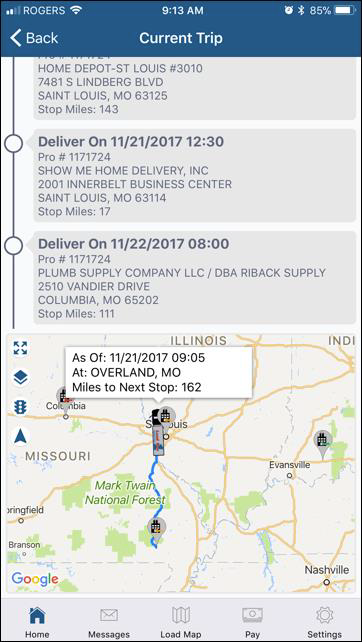 ROGERS 9:13 AM 85%
Back Current Trip
HOME DEPOT-ST LOUIS #3010
7481 S LINDBERG BLVD
SAINT LOUIS, MO 63125
Stop Miles: 143
Deliver On 11/21/2017 12:30
Pro # 1171724
SHOW ME HOME DELIVERY, INC
2001 INNERBELT BUSINESS CENTER
SAINT LOUIS, MO 63114
Stop Miles: 17
Deliver On 11/22/2017 08:00
Pro # 1171724
PLUMB SUPPLY COMPANY LLC / DBA RIBACK SUPPLY
2510 VANDIER DRIVE
COLUMBIA, MO 65202
Stop Miles: 111
ILLINOIS
INDI
As Of: 11/21/2017 09:05
At: OVERLAND, MO
Miles to Next Stop: 162
Columbia
MISSOURI
Evansville
Mark Twain
National Forest
pringfield
Branson
Nashville
Google
Home Messages Load Map Pay Settings